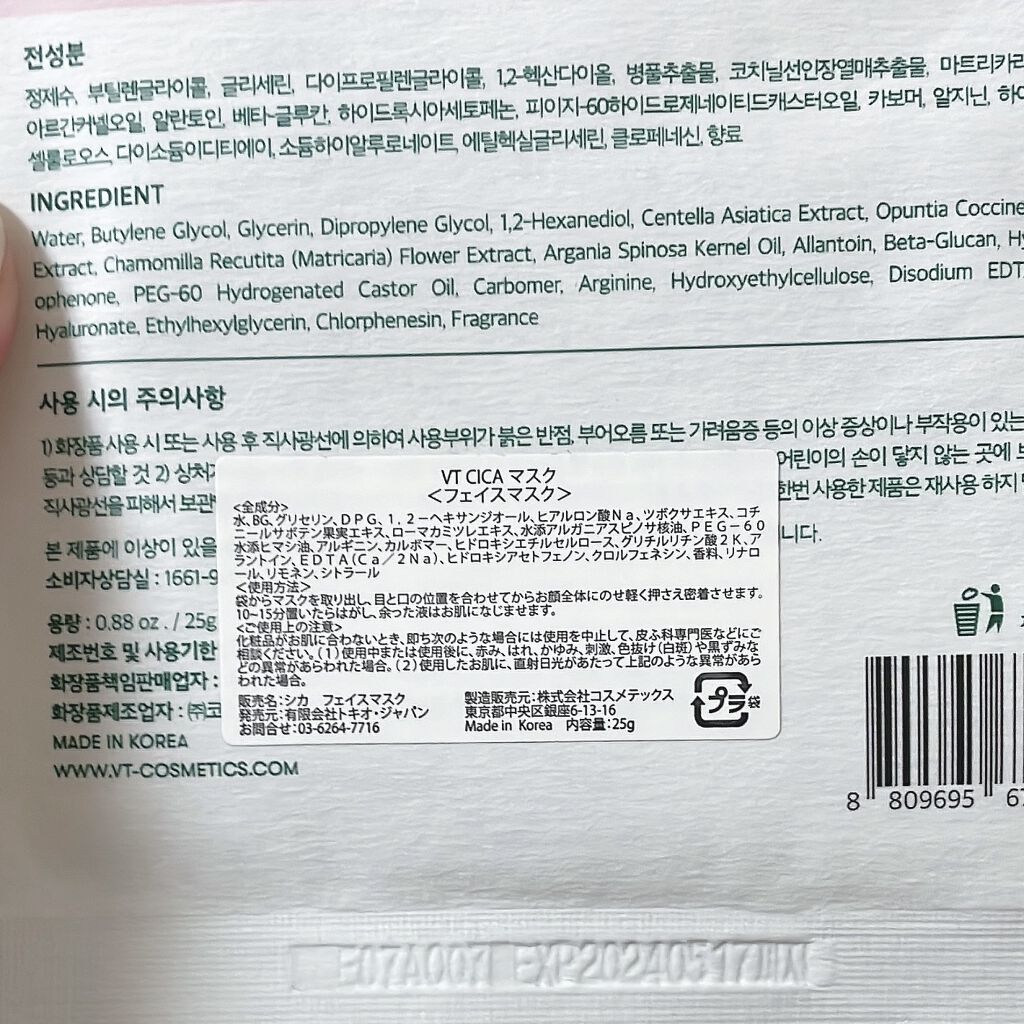 전성분
정제수, 부틸렌글라이콜, 글리세린, 다이프로필렌글라이콜, 1,2-헥산다이올, 병풀추출물, 코치닐선인장열매추출물, 마트리카리
아르간커넬오일, 알란토인, 베타-글루칸, 하이드록시아세토페논, 피이지-60하이드로제네이티드캐스터오일, 카보머, 알지닌, 하이
셀룰로오스, 다이소듐이디티에이, 소듐하이알루로네이트, 에틸헥실글리세린, 클로페네신, 향료
INGREDIENT
Water, Butylene Glycol, Glycerin, Dipropylene Glycol, 1,2-Hexanediol, Centella Asiatica Extract, Opuntia Coccine
Extract, Chamomilla Recutita (Matricaria) Flower Extract, Argania Spinosa Kernel Oil, Allantoin, Beta-Glucan, Hy
ophenone, PEG-60 Hydrogenated Castor Oil, Carbomer, Arginine, Hydroxyethylcellulose, Disodium EDT
Hyaluronate, Ethylhexylglycerin, Chlorphenesin, Fragrance
사용 시의 주의사항
1) 화장품 사용 시 또는 사용 후 직사광선에 의하여 사용부위가 붉은 반점, 부어오름 또는 가려움증 등의 이상 증상이나 부작용이 있는
등과 상담할 것 2) 상처가 어린이의 손이 닿지 않는 곳에 보
직사광선을 피해서 보관 한번 사용한 제품은 재사용 하지
본 제품에 이상이 있을 니다.
소비자상담실 : 1661-9
용량 : 0.88 oz. / 25g
제조번호 및 사용기한
화장품책임판매업자 :
화장품제조업자 : ㈜코
MADE IN KOREA
WWW.VT-COSMETICS.COM
VT CICA マスク
＜フェイスマスク＞
＜全成分＞
水、BG、グリセリン、DPG、1，2－ヘキサンジオール、ヒアルロン酸Na、ツボクサエキス、コチ
ニールサボテン果実エキス、ローマカミツレエキス、水添アルガニアスピノサ核油、PEG－60
水添ヒマシ油、アルギニン、カルボマー、ヒドロキシエチルセルロース、グリチルリチン酸2K、ア
ラントイン、EDTA(Ca／2Na)、ヒドロキシアセトフェノン、クロルフェネシン、香料、リナロ
ール、リモネン、シトラール
＜使用方法＞
袋からマスクを取り出し、目と口の位置を合わせてからお顔全体にのせ軽く押さえ密着させます。
10～15分置いたらはがし、余った液はお肌になじませます。
＜ご使用上の注意＞
化粧品がお肌に合わないとき、即ち次のような場合には使用を中止して、皮ふ科専門医などにご
相談ください。(1)使用中または使用後に、赤み、はれ、かゆみ、刺激、色抜け(白斑)や黒ずみな
どの異常があらわれた場合。(2)使用したお肌に、直射日光があたって上記のような異常があら
われた場合。
販売名：シカ フェイスマスク
発売元：有限会社トキオ・ジャパン
お問合せ：03-6264-7716
製造販売元：株式会社コスメテックス
東京都中央区銀座6-13-16
Made in Korea 内容量：25g
プラ 袋
8 809695 67
E07A007 EXP20240517